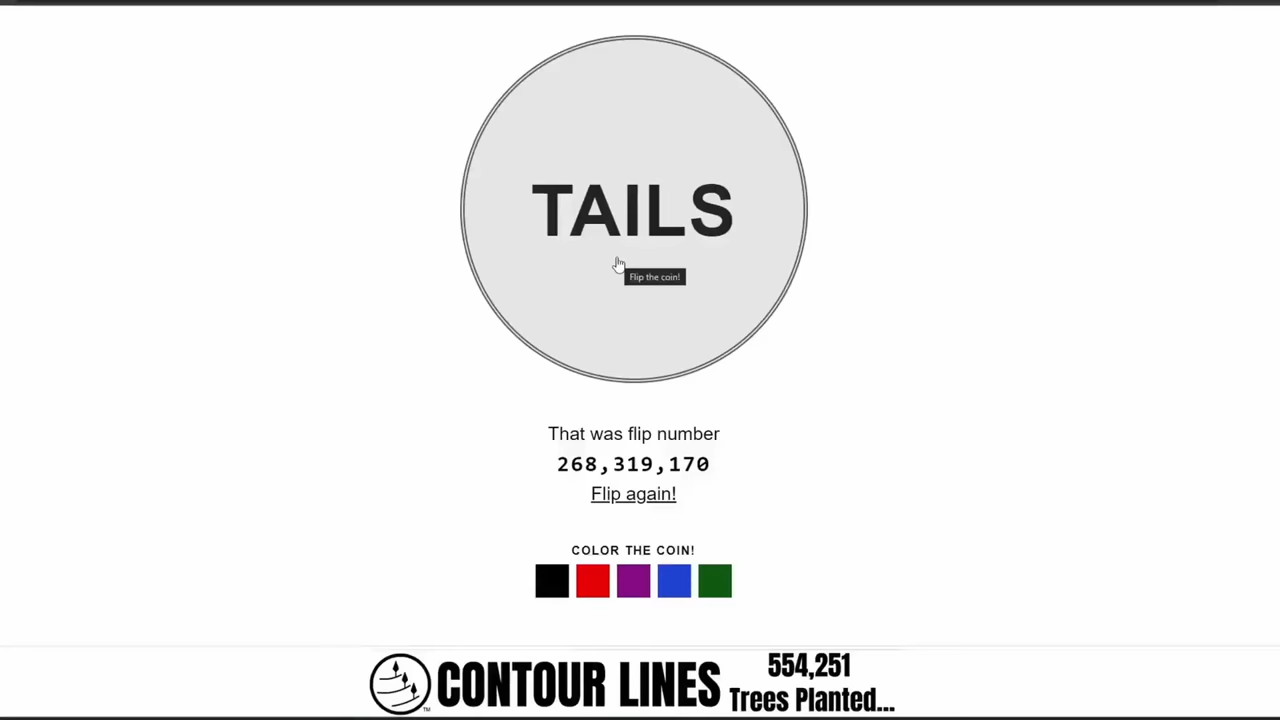 TAILS
Flip the coin!
That was flip number
268,319,170
Flip again!
COLOR THE COIN!
CONTOUR LINES
TM
554,251
Trees Planted...